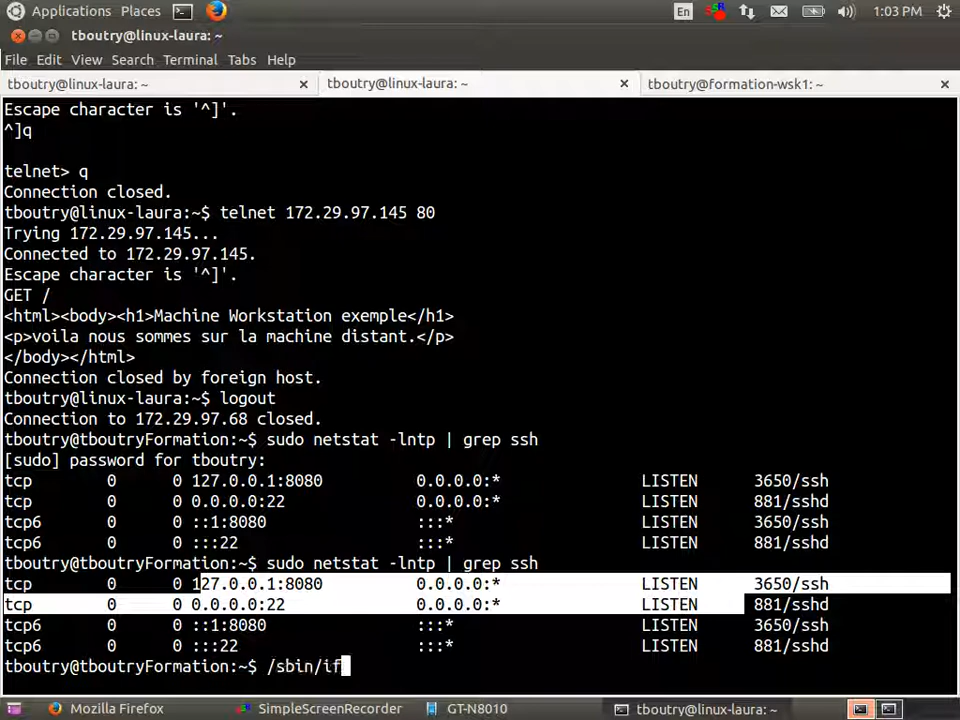 Applications Places En 1:03 PM
tboutry@linux-laura: ~
File Edit View Search Terminal Tabs Help
tboutry@linux-laura: ~ tboutry@linux-laura: ~ tboutry@formation-wsk1: ~
Escape character is '^]'.
^]q
telnet> q
Connection closed.
tboutry@linux-laura:~$ telnet 172.29.97.145 80
Trying 172.29.97.145...
Connected to 172.29.97.145.
Escape character is '^]'.
GET /
<html><body><h1>Machine Workstation exemple</h1>
<p>voila nous sommes sur la machine distant.</p>
</body></html>
Connection closed by foreign host.
tboutry@linux-laura:~$ logout
Connection to 172.29.97.68 closed.
tboutry@tboutryFormation:~$ sudo netstat -lntp | grep ssh
[sudo] password for tboutry:
tcp 0 0 127.0.0.1:8080 0.0.0.0:* LISTEN 3650/ssh
tcp 0 0 0.0.0.0:22 0.0.0.0:* LISTEN 881/sshd
tcp6 0 0 ::1:8080 :::* LISTEN 3650/ssh
tcp6 0 0 :::22 :::* LISTEN 881/sshd
tboutry@tboutryFormation:~$ sudo netstat -lntp | grep ssh
tcp 0 0 127.0.0.1:8080 0.0.0.0:* LISTEN 3650/ssh
tcp 0 0 0.0.0.0:22 0.0.0.0:* LISTEN 881/sshd
tcp6 0 0 ::1:8080 :::* LISTEN 3650/ssh
tcp6 0 0 :::22 :::* LISTEN 881/sshd
tboutry@tboutryFormation:~$ /sbin/if
Mozilla Firefox SimpleScreenRecorder GT-N8010 tboutry@linux-laura: ~